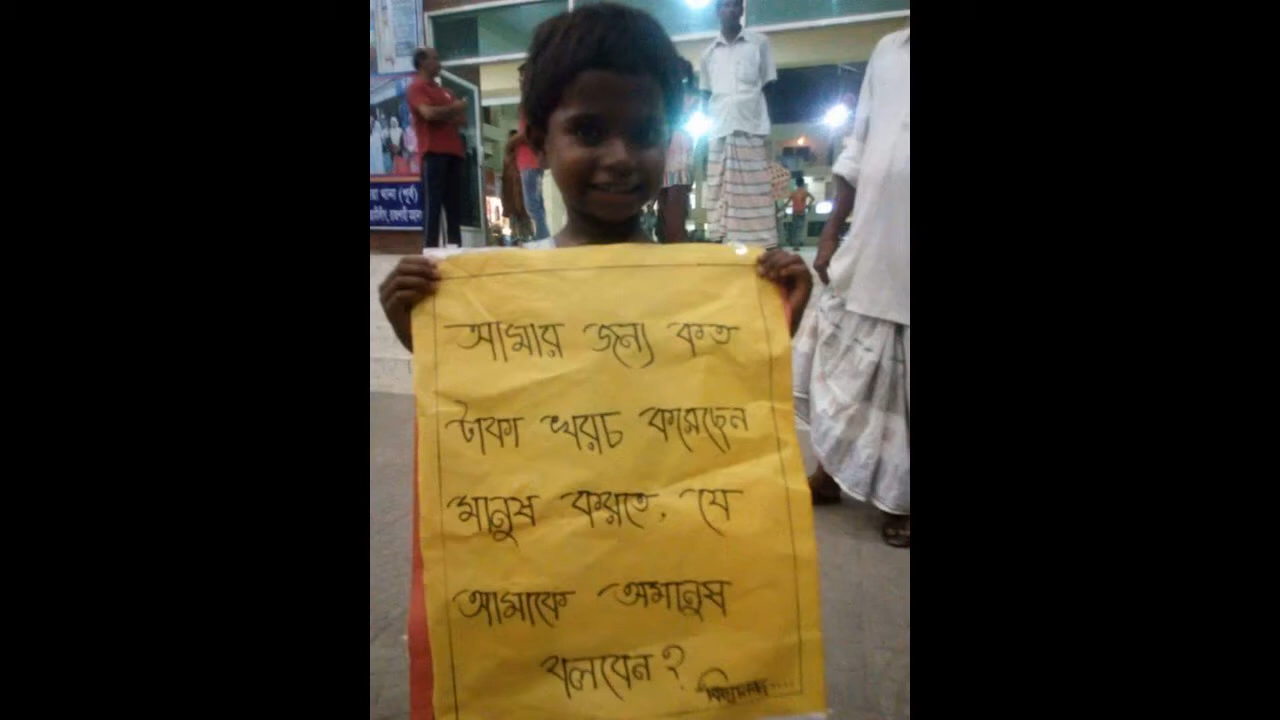 য়া থানা (পূর্ব)
আমার জন্য কত
টাকা খরচ করেছেন
মানুষ করতে, যে
আমাকে অমানুষ
বলবেন?